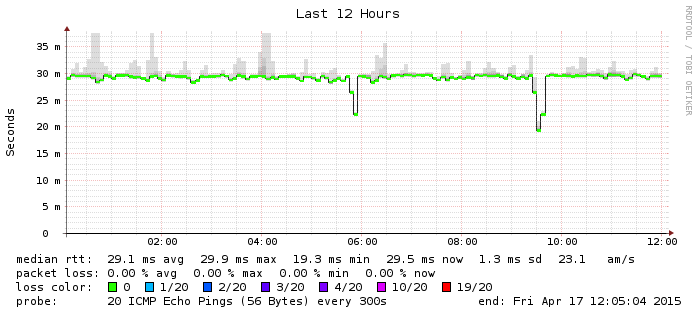 Last 12 Hours
RRDTOOL / TOBI OETIKER
Seconds
35 m
30 m
25 m
20 m
15 m
10 m
5 m
0
02:00 04:00 06:00 08:00 10:00 12:00
median rtt: 29.1 ms avg 29.9 ms max 19.3 ms min 29.5 ms now 1.3 ms sd 23.1 am/s
packet loss: 0.00 % avg 0.00 % max 0.00 % min 0.00 % now
loss color: 0 1/20 2/20 3/20 4/20 10/20 19/20
probe: 20 ICMP Echo Pings (56 Bytes) every 300s end: Fri Apr 17 12:05:04 2015